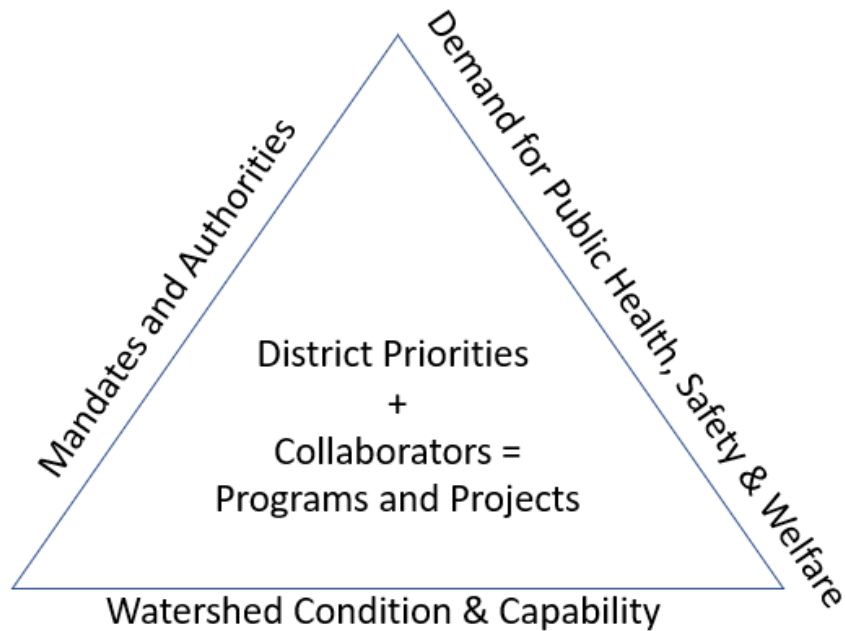 Mandates and Authorities
Demand for Public Health, Safety & Welfare
District Priorities
+
Collaborators =
Programs and Projects
Watershed Condition & Capability